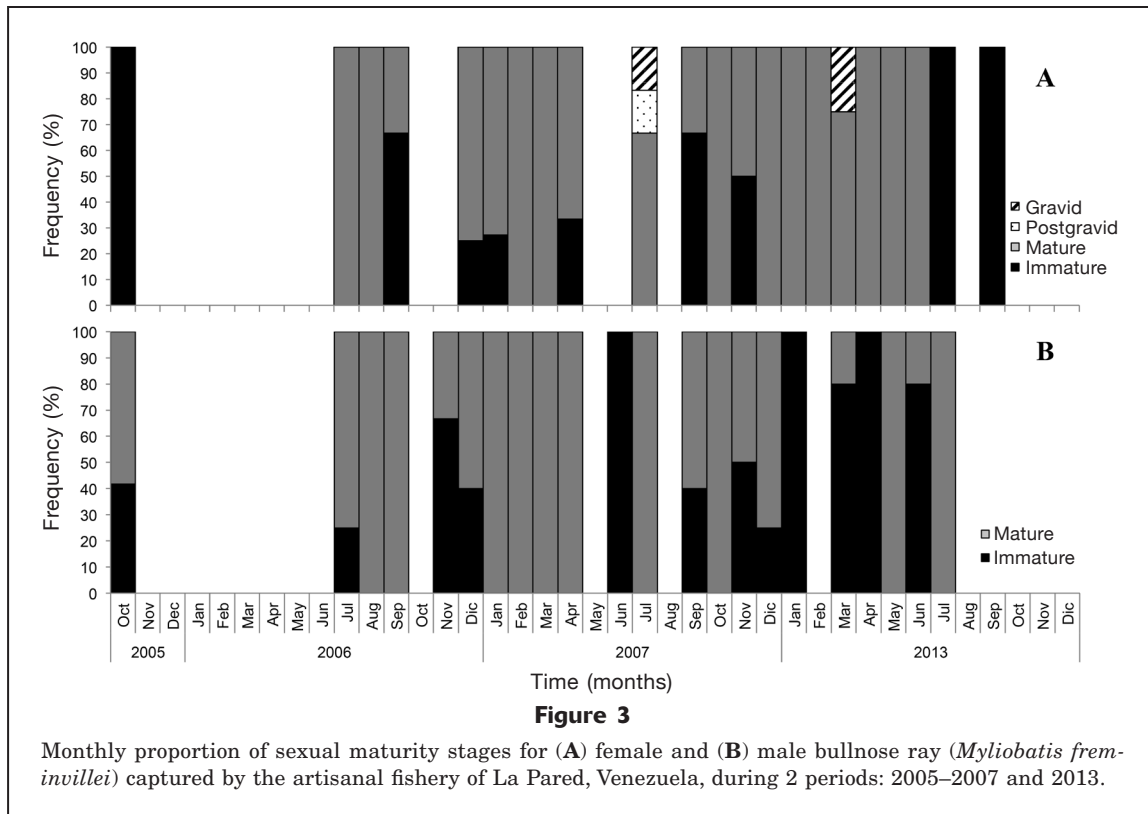 100
90
80
70
60
50
40
30
20
10
0
Frequency (%)
A
Gravid
Postgravid
Mature
Immature
100
90
80
70
60
50
40
30
20
10
0
Frequency (%)
B
Mature
Immature
Oct Nov Dec Jan Feb Mar Apr May Jun Jul Aug Sep Oct Nov Dic Jan Feb Mar Apr May Jun Jul Aug Sep Oct Nov Dic Jan Feb Mar Apr May Jun Jul Aug Sep Oct Nov Dic
2005 2006 2007 2013
Time (months)
Figure 3
Monthly proportion of sexual maturity stages for (A) female and (B) male bullnose ray (Myliobatis frem-
invillei) captured by the artisanal fishery of La Pared, Venezuela, during 2 periods: 2005–2007 and 2013.